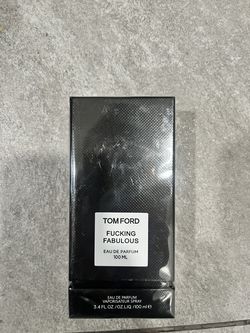 TOM FORD
FUCKING
FABULOUS
EAU DE PARFUM
100 ML
EAU DE PARFUM
VAPORISATEUR SPRAY
3.4 FL.OZ./OZ.LIQ./100 ml ℮